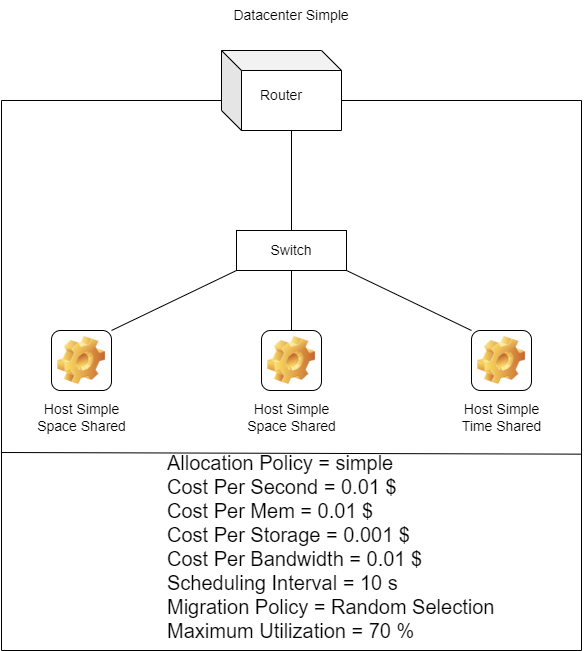 Datacenter Simple
Router
Switch
Host Simple
Space Shared
Host Simple
Space Shared
Host Simple
Time Shared
Allocation Policy = simple
Cost Per Second = 0.01 $
Cost Per Mem = 0.01 $
Cost Per Storage = 0.001 $
Cost Per Bandwidth = 0.01 $
Scheduling Interval = 10 s
Migration Policy = Random Selection
Maximum Utilization = 70 %